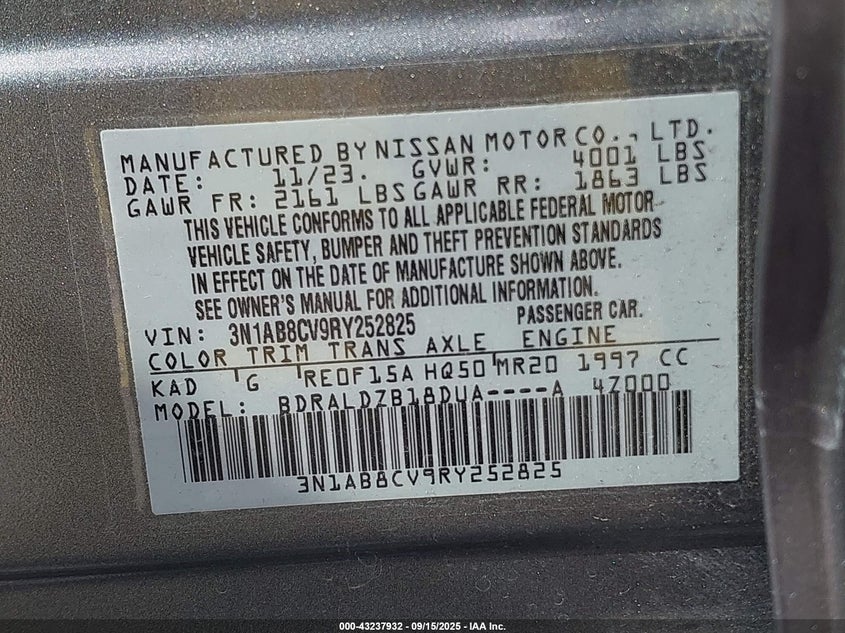 MANUFACTURED BY NISSAN MOTOR CO., LTD.
DATE: 11/23. GVWR: 4001 LBS
GAWR FR: 2161 LBS GAWR RR: 1863 LBS
THIS VEHICLE CONFORMS TO ALL APPLICABLE FEDERAL MOTOR
VEHICLE SAFETY, BUMPER AND THEFT PREVENTION STANDARDS
IN EFFECT ON THE DATE OF MANUFACTURE SHOWN ABOVE.
SEE OWNER'S MANUAL FOR ADDITIONAL INFORMATION.
VIN: 3N1AB8CV9RY252825 PASSENGER CAR.
COLOR TRIM TRANS AXLE ENGINE
KAD G RE0F15A HQ50 MR20 1997 CC
MODEL: BDRALDZB18DUA----A 4Z000
3N1AB8CV9RY252825
000-43237932 - 09/15/2025 - IAA Inc.